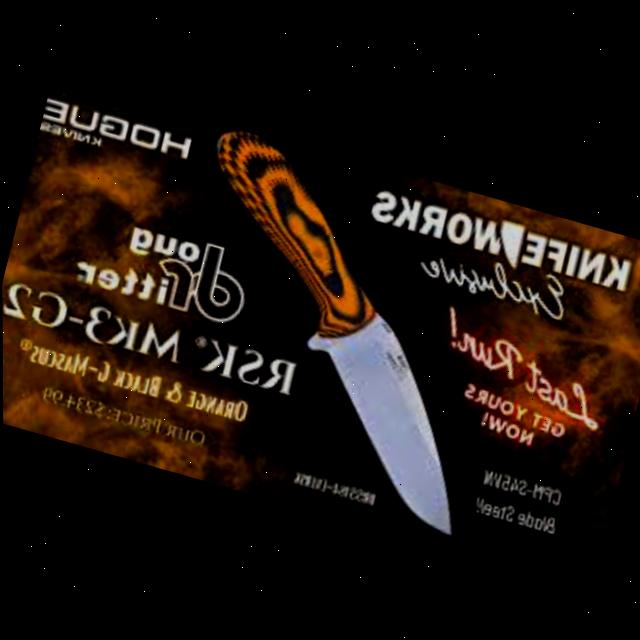 HOGUE
KNIVES
doug
ritter
RSK® MK3-G2
ORANGE & BLACK G-MASCUS®
OUR PRICE: $234.99
KNIFEWORKS
Exclusive
Last Run!
GET YOURS
NOW!
CPM-S45VN
Blade Steel!